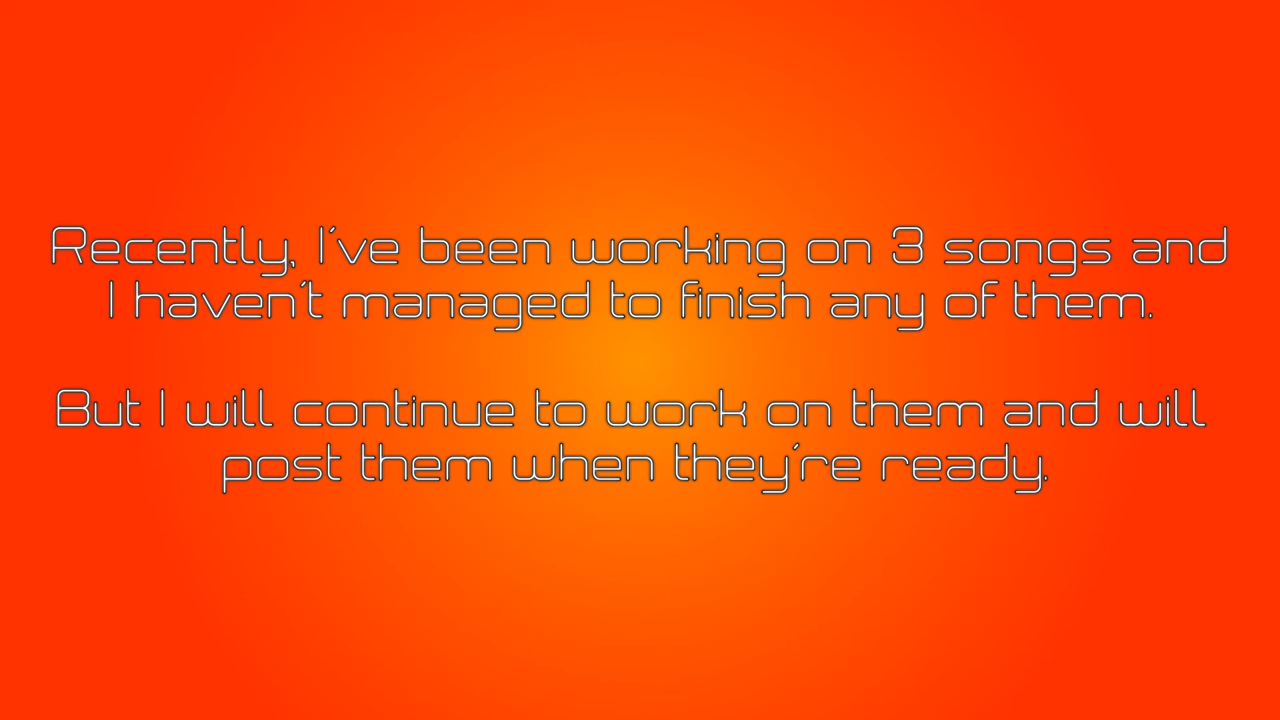 Recently, I've been working on 3 songs and
I haven't managed to finish any of them.
But I will continue to work on them and will
post them when they're ready.